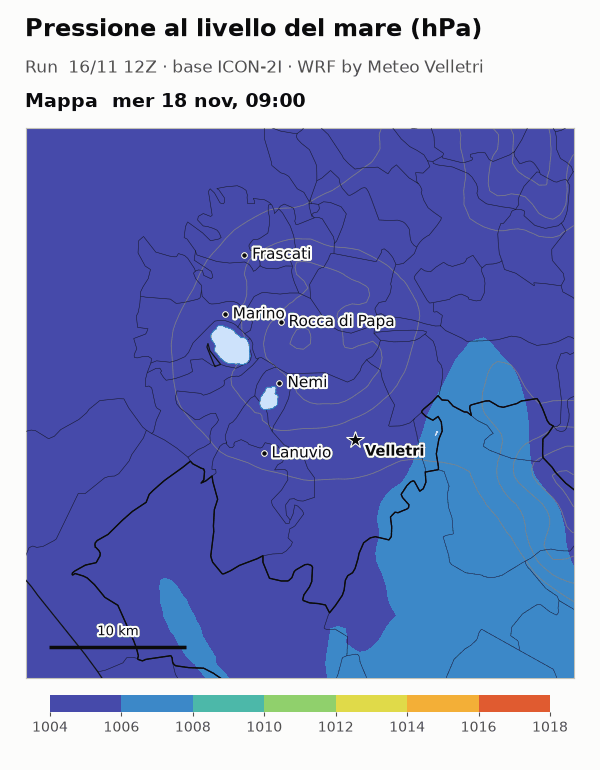 Pressione al livello del mare (hPa)
Run  16/11 12Z · base ICON-2I · WRF by Meteo Velletri
Mappa  mer 18 nov, 09:00
Frascati
Marino
Rocca di Papa
Nemi
Velletri
Lanuvio
10 km
1004 1006 1008 1010 1012 1014 1016 1018